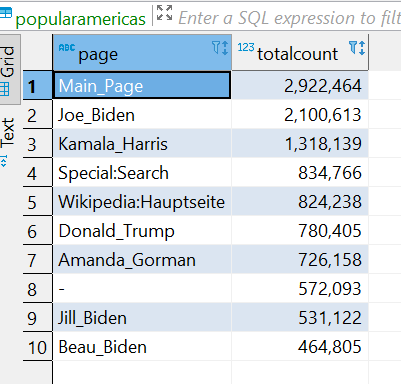 popularamericas Enter a SQL expression to filt
Grid
Text
ABC page 123 totalcount
1 Main_Page 2,922,464
2 Joe_Biden 2,100,613
3 Kamala_Harris 1,318,139
4 Special:Search 834,766
5 Wikipedia:Hauptseite 824,238
6 Donald_Trump 780,405
7 Amanda_Gorman 726,158
8 - 572,093
9 Jill_Biden 531,122
10 Beau_Biden 464,805